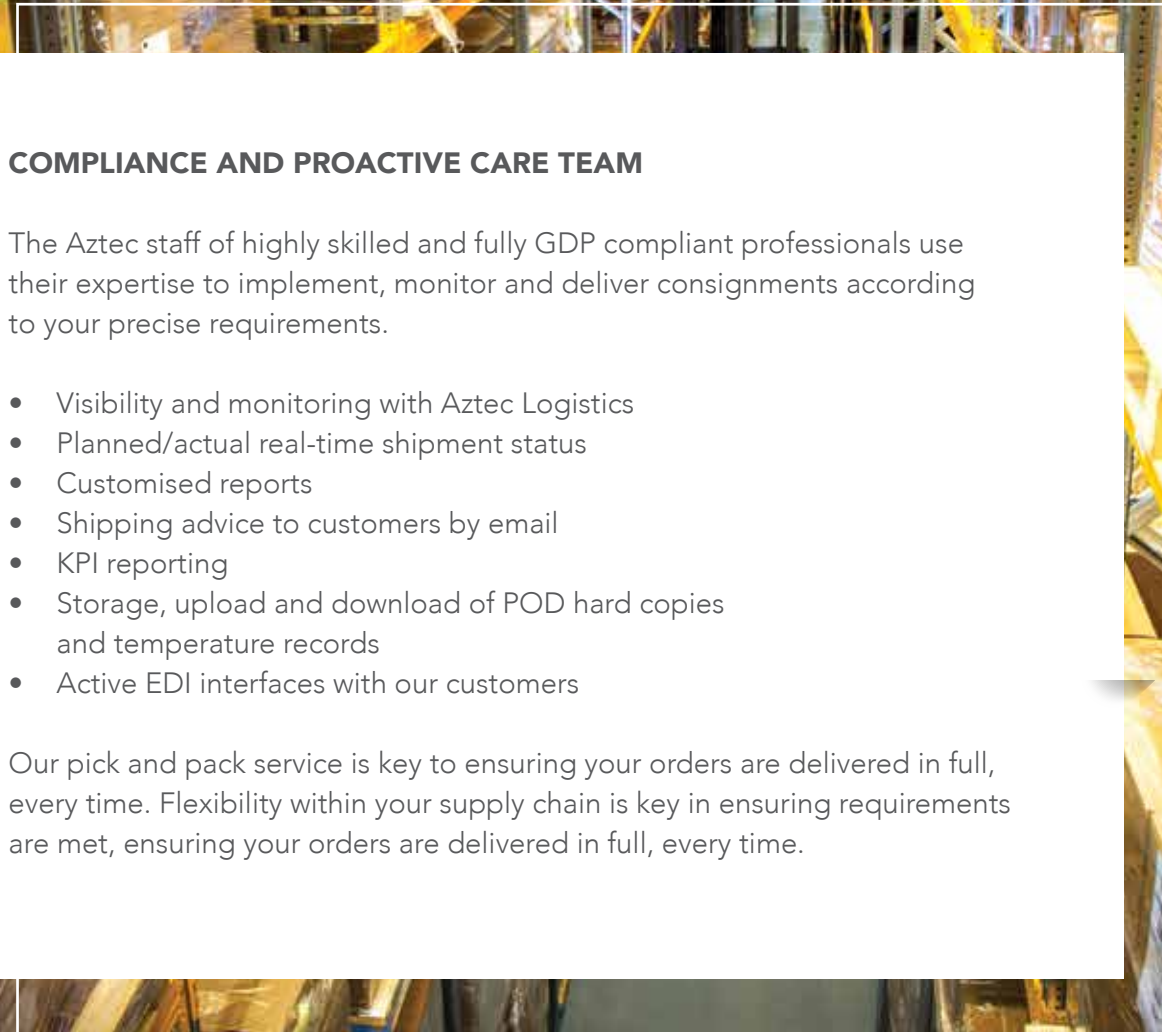 COMPLIANCE AND PROACTIVE CARE TEAM
The Aztec staff of highly skilled and fully GDP compliant professionals use
their expertise to implement, monitor and deliver consignments according
to your precise requirements.
• Visibility and monitoring with Aztec Logistics
• Planned/actual real-time shipment status
• Customised reports
• Shipping advice to customers by email
• KPI reporting
• Storage, upload and download of POD hard copies
and temperature records
• Active EDI interfaces with our customers
Our pick and pack service is key to ensuring your orders are delivered in full,
every time. Flexibility within your supply chain is key in ensuring requirements
are met, ensuring your orders are delivered in full, every time.